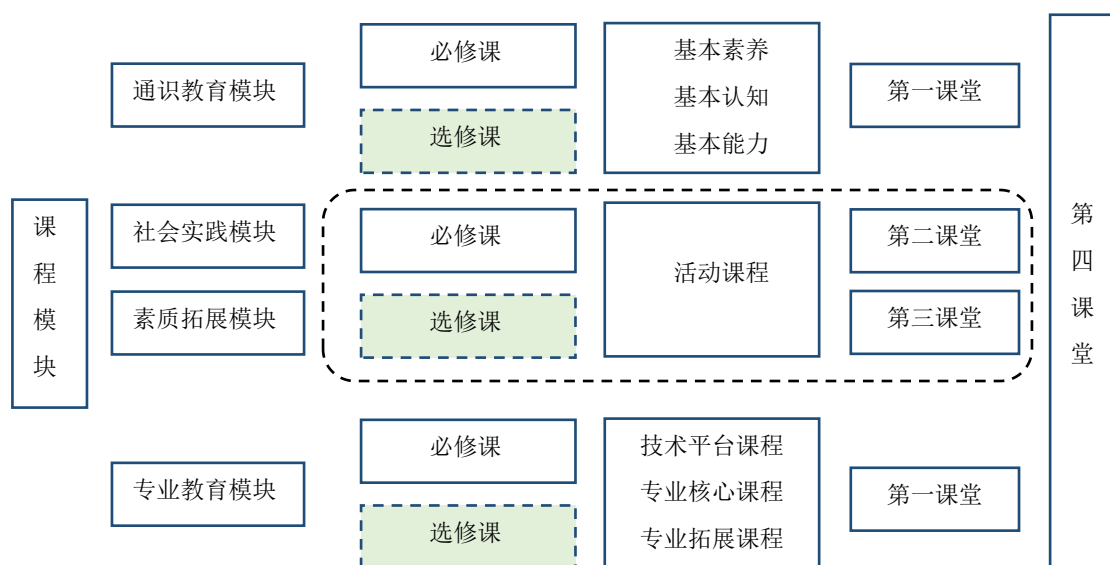 课程模块
通识教育模块
必修课
选修课
基本素养
基本认知
基本能力
第一课堂
社会实践模块
素质拓展模块
必修课
选修课
活动课程
第二课堂
第三课堂
专业教育模块
必修课
选修课
技术平台课程
专业核心课程
专业拓展课程
第一课堂
第四课堂